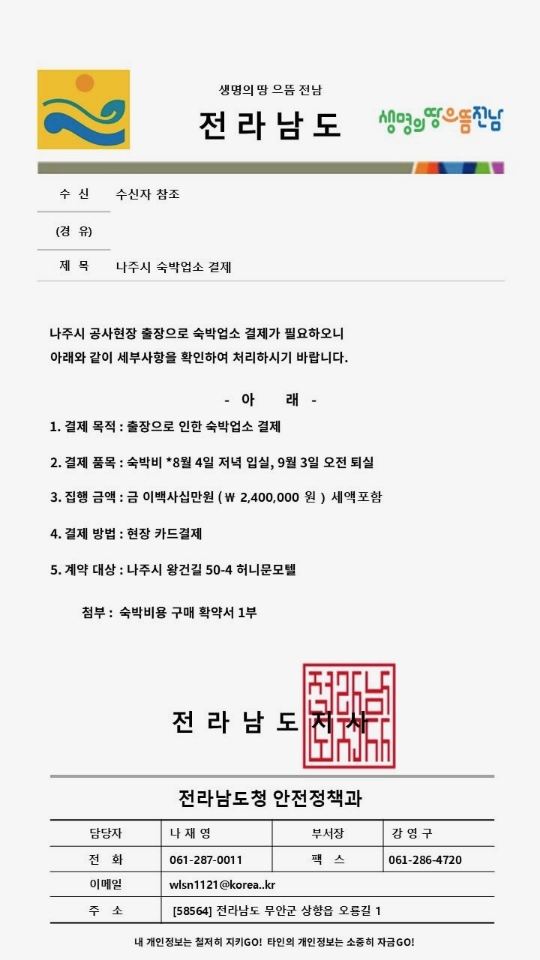 생명의 땅 으뜸 전남
전라남도
생명의땅으뜸전남
수 신 수신자 참조
(경 유)
제 목 나주시 숙박업소 결제
나주시 공사현장 출장으로 숙박업소 결제가 필요하오니
아래와 같이 세부사항을 확인하여 처리하시기 바랍니다.
- 아 래 -
1. 결제 목적 : 출장으로 인한 숙박업소 결제
2. 결제 품목 : 숙박비 *8월 4일 저녁 입실, 9월 3일 오전 퇴실
3. 집행 금액 : 금 이백사십만원 ( ₩ 2,400,000 원 ) 세액포함
4. 결제 방법 : 현장 카드결제
5. 계약 대상 : 나주시 왕건길 50-4 허니문모텔
첨부 : 숙박비용 구매 확약서 1부
전 라 남 도 지 사
전라남도청 안전정책과
담당자 나 재 영 부서장 강 영 구
전 화 061-287-0011 팩 스 061-286-4720
이메일 wlsn1121@korea..kr
주 소 [58564] 전라남도 무안군 삼향읍 오룡길 1
내 개인정보는 철저히 지키GO! 타인의 개인정보는 소중히 자금GO!